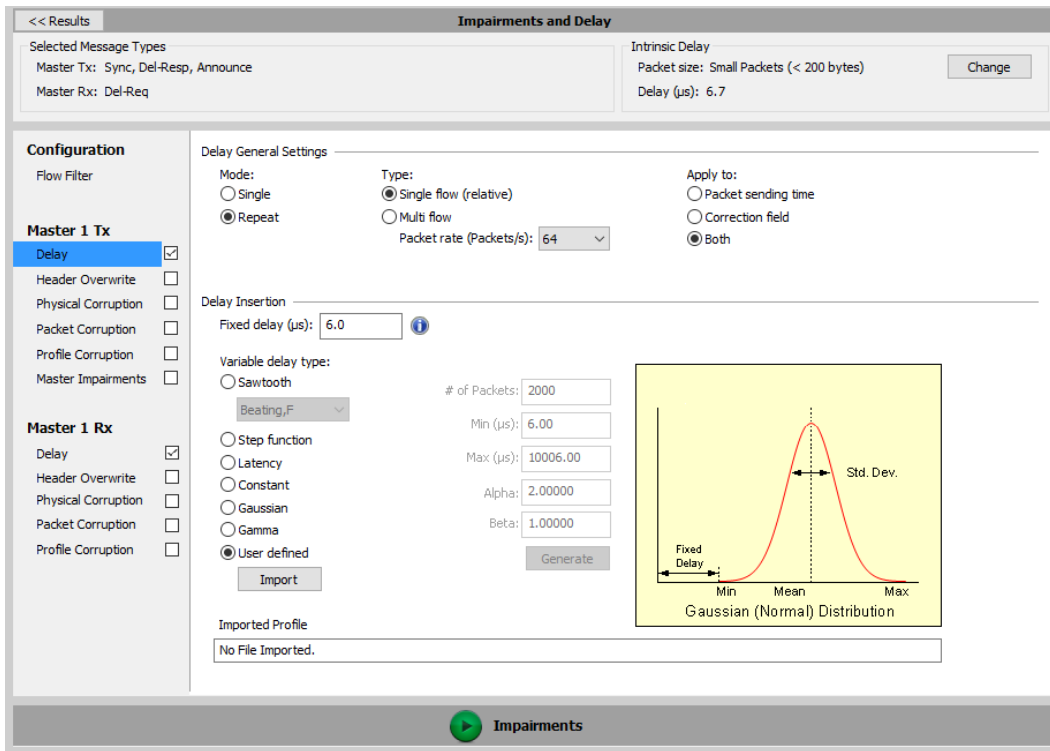 << Results
Impairments and Delay
Selected Message Types
Master Tx: Sync, Del-Resp, Announce
Master Rx: Del-Req
Intrinsic Delay
Packet size: Small Packets (< 200 bytes)
Change
Delay (µs): 6.7
Configuration
Flow Filter
Master 1 Tx
Delay
Header Overwrite
Physical Corruption
Packet Corruption
Profile Corruption
Master Impairments
Master 1 Rx
Delay
Header Overwrite
Physical Corruption
Packet Corruption
Profile Corruption
Delay General Settings
Mode:
Single
Repeat
Type:
Single flow (relative)
Multi flow
Packet rate (Packets/s): 64
Apply to:
Packet sending time
Correction field
Both
Delay Insertion
Fixed delay (µs): 6.0
Variable delay type:
Sawtooth
Beating,F
Step function
Latency
Constant
Gaussian
Gamma
User defined
Import
# of Packets: 2000
Min (µs): 6.00
Max (µs): 10006.00
Alpha: 2.00000
Beta: 1.00000
Generate
Std. Dev.
Fixed
Delay
Min Mean Max
Gaussian (Normal) Distribution
Imported Profile
No File Imported.
Impairments